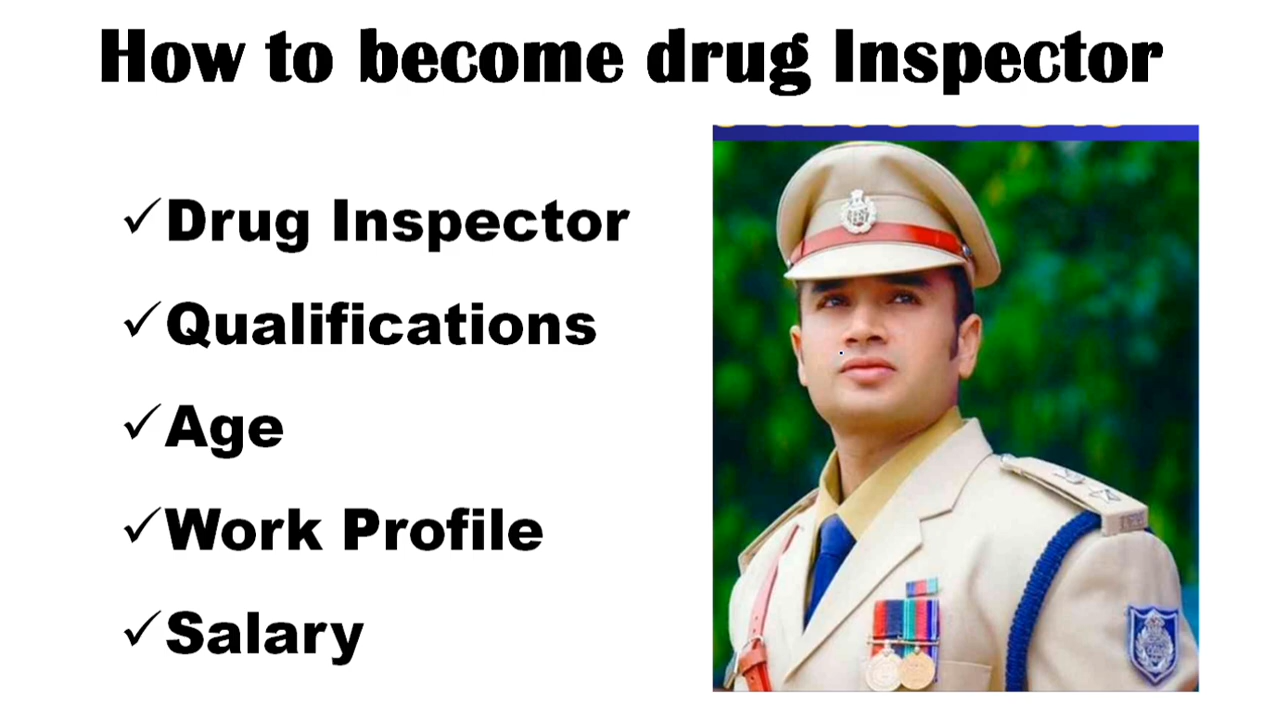 How to become drug Inspector
Drug Inspector
Qualifications
Age
Work Profile
Salary